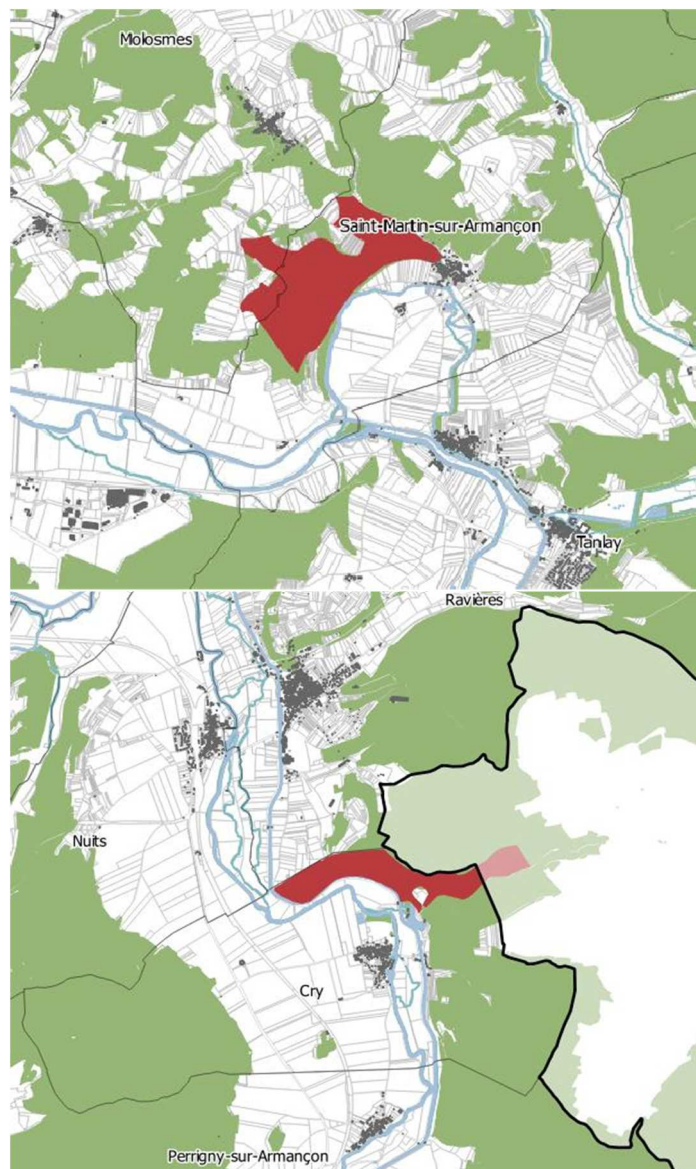 Molosmes
Saint-Martin-sur-Armançon
Tanlay
Ravières
Nuits
Cry
Perrigny-sur-Armançon